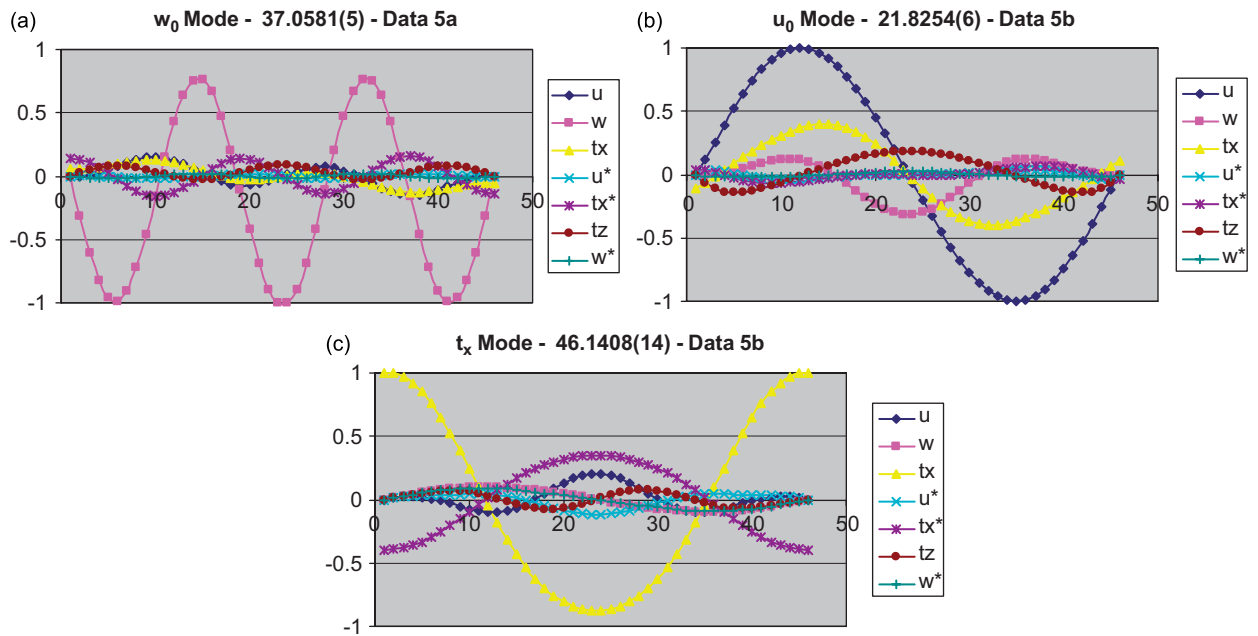 (a)
w0 Mode - 37.0581(5) - Data 5a
1
0.5
0
-0.5
-1
0 10 20 30 40 50
u
w
tx
u*
tx*
tz
w*
(b)
u0 Mode - 21.8254(6) - Data 5b
1
0.5
0
-0.5
-1
0 10 20 30 40 50
u
w
tx
u*
tx*
tz
w*
(c)
tx Mode - 46.1408(14) - Data 5b
1
0.5
0
-0.5
-1
0 10 20 30 40 50
u
w
tx
u*
tx*
tz
w*